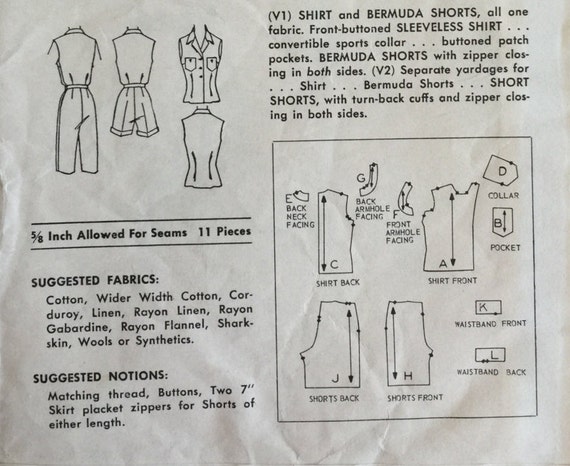 (V1) SHIRT and BERMUDA SHORTS, all one
fabric. Front-buttoned SLEEVELESS SHIRT . . .
convertible sports collar . . . buttoned patch
pockets. BERMUDA SHORTS with zipper clos-
ing in both sides. (V2) Separate yardages for
. . . Shirt . . . Bermuda Shorts . . . SHORT
SHORTS, with turn-back cuffs and zipper clos-
ing in both sides.
5/8 Inch Allowed For Seams 11 Pieces
SUGGESTED FABRICS:
Cotton, Wider Width Cotton, Cor-
duroy, Linen, Rayon Linen, Rayon
Gabardine, Rayon Flannel, Shark-
skin, Wools or Synthetics.
SUGGESTED NOTIONS:
Matching thread, Buttons, Two 7"
Skirt placket zippers for Shorts of
either length.
E
BACK
NECK
FACING
C
SHIRT BACK
G
BACK
ARMHOLE
FACING
F
FRONT
ARMHOLE
FACING
A
SHIRT FRONT
D
COLLAR
B
POCKET
J
SHORTS BACK
H
SHORTS FRONT
K
WAISTBAND FRONT
L
WAISTBAND BACK